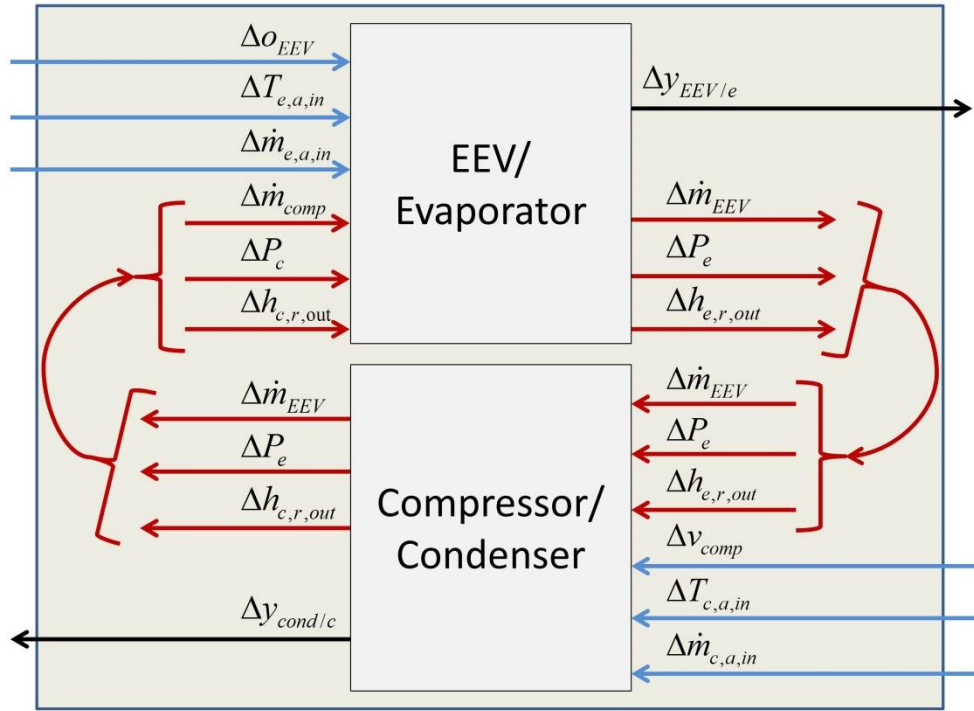 Δo_EEV
ΔT_e,a,in
Δṁ_e,a,in
Δṁ_comp
ΔP_c
Δh_c,r,out
EEV/
Evaporator
Δy_EEV/e
Δṁ_EEV
ΔP_e
Δh_e,r,out
Δṁ_EEV
ΔP_e
Δh_c,r,out
Δy_cond/c
Compressor/
Condenser
Δṁ_EEV
ΔP_e
Δh_e,r,out
Δv_comp
ΔT_c,a,in
Δṁ_c,a,in